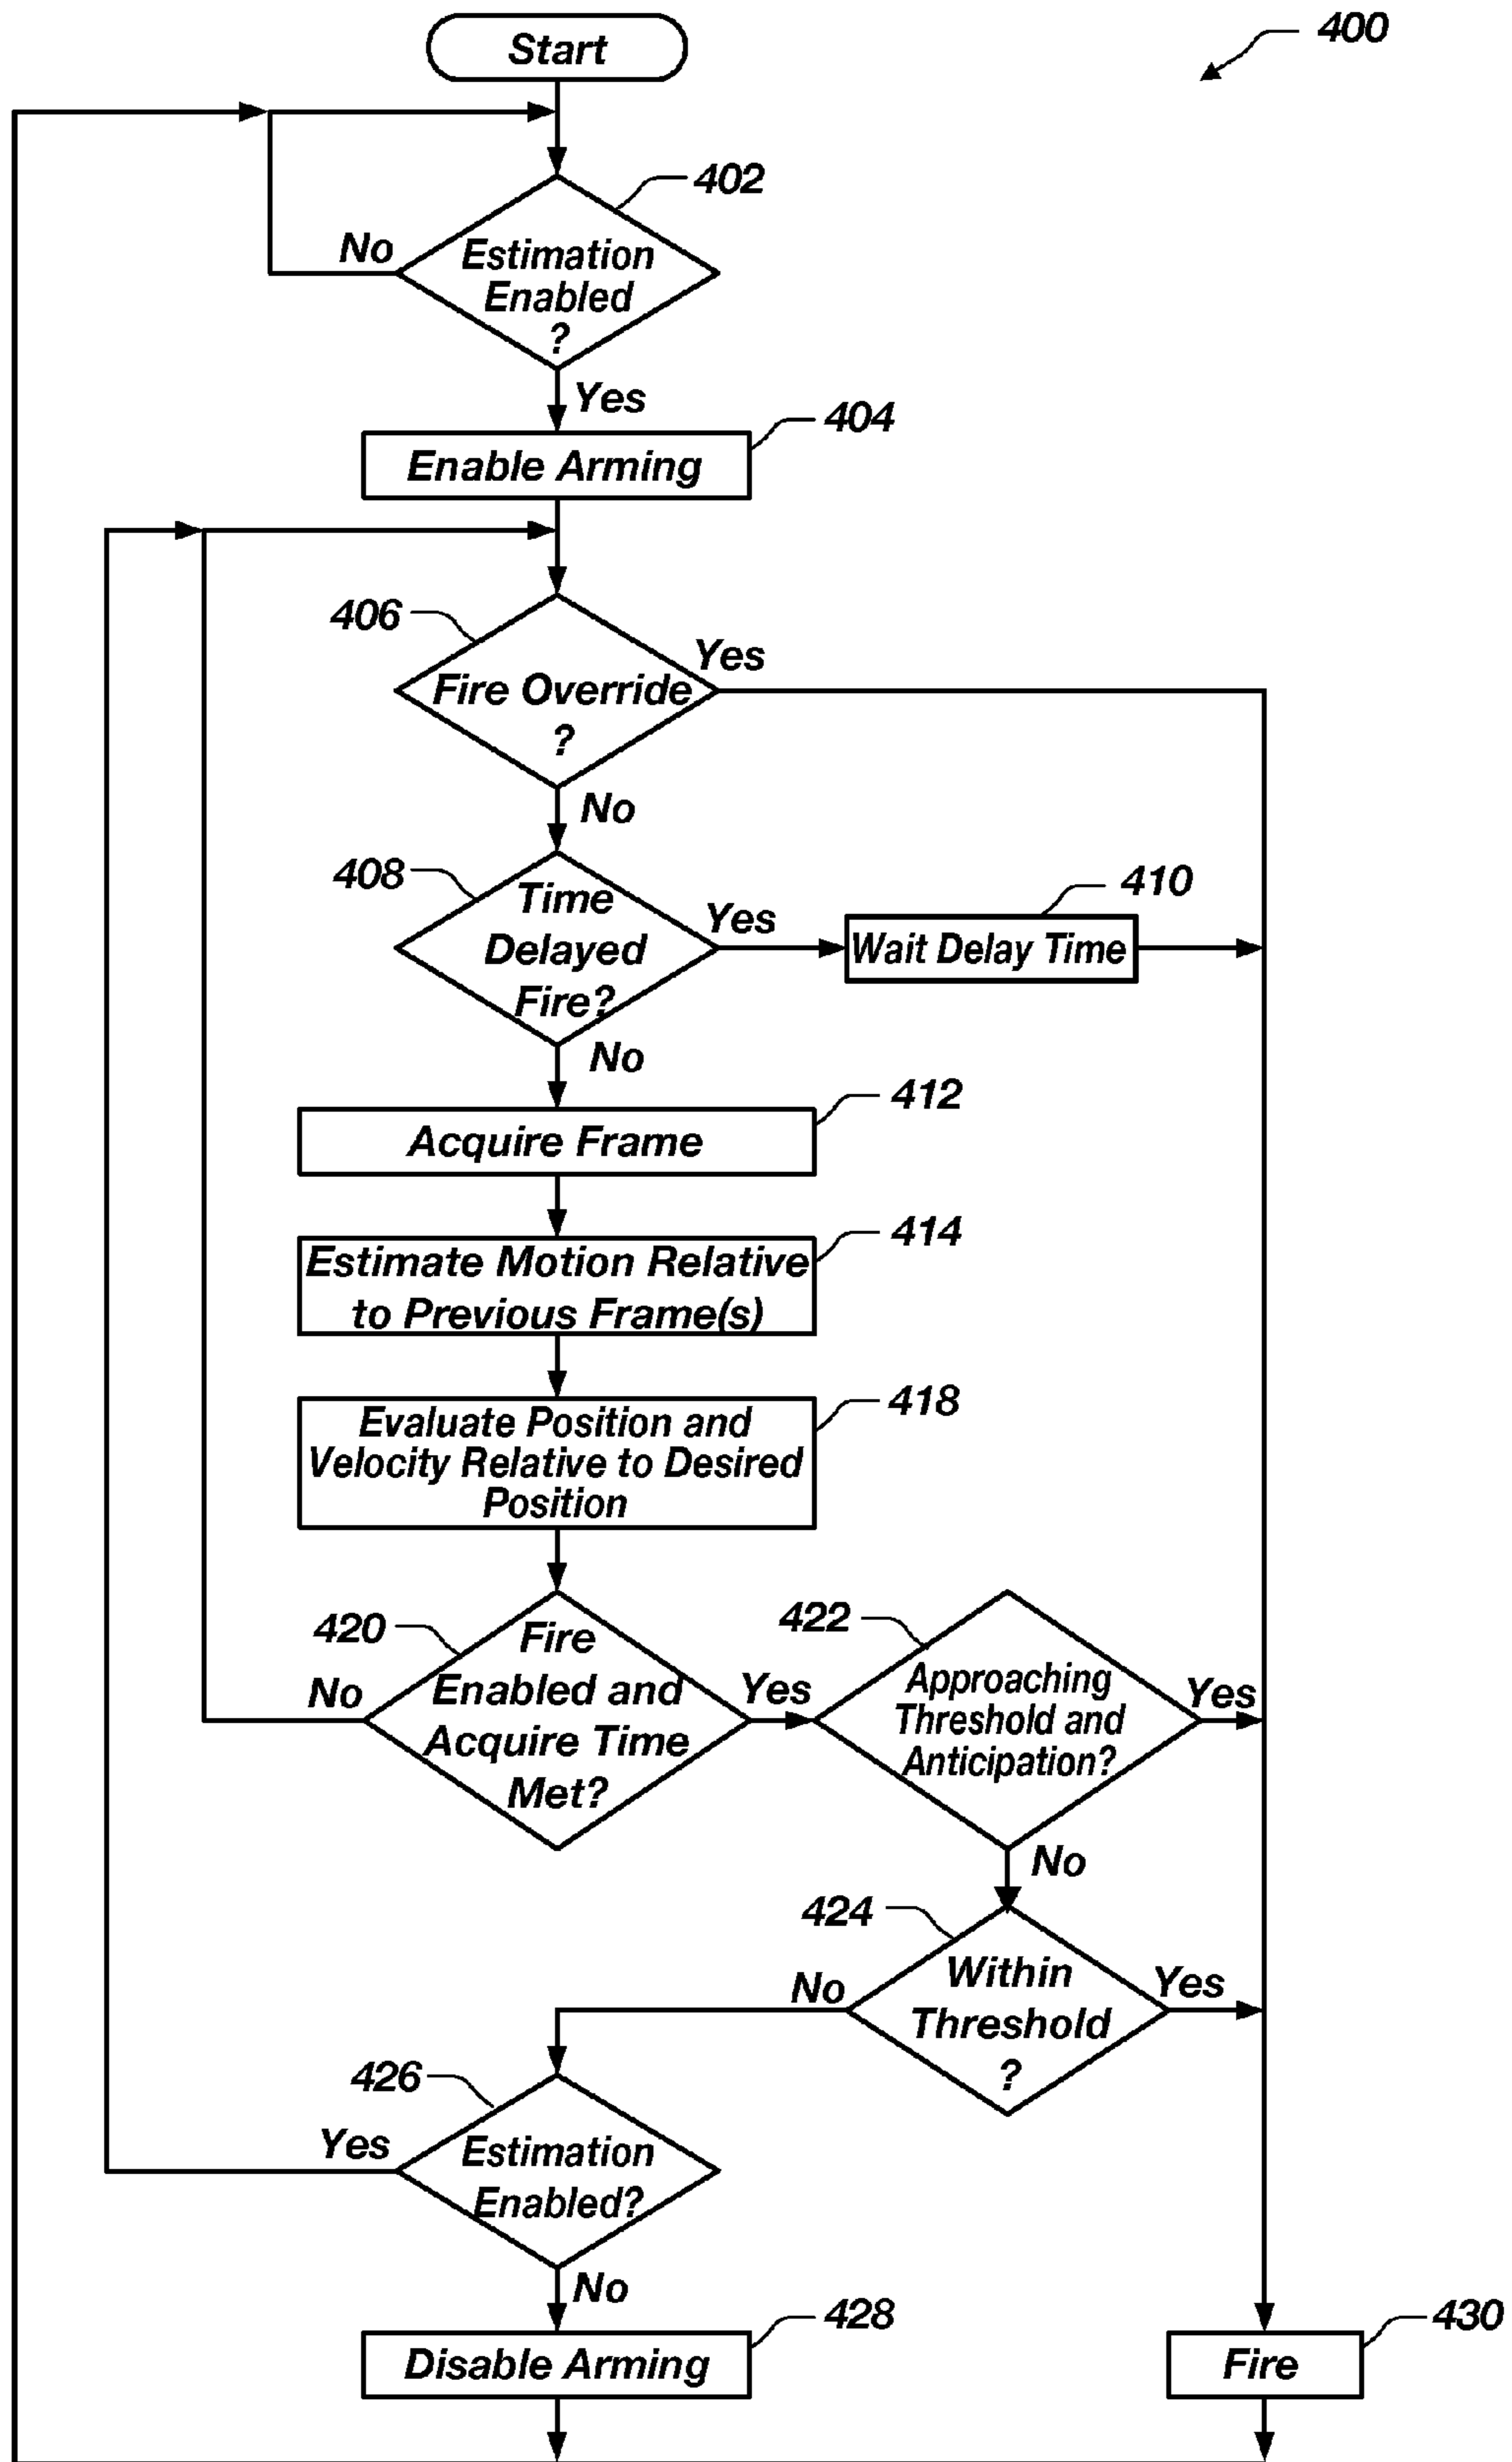 Start
400
402
No
Estimation
Enabled
?
Yes
404
Enable Arming
406
Yes
Fire Override
?
No
408
Time
Delayed
Fire?
Yes
410
Wait Delay Time
No
412
Acquire Frame
414
Estimate Motion Relative
to Previous Frame(s)
418
Evaluate Position and
Velocity Relative to Desired
Position
420
Fire
Enabled and
Acquire Time
Met?
No
Yes
422
Approaching
Threshold and
Anticipation?
Yes
No
424
Within
Threshold
?
No
Yes
426
Estimation
Enabled?
Yes
No
428
Disable Arming
430
Fire